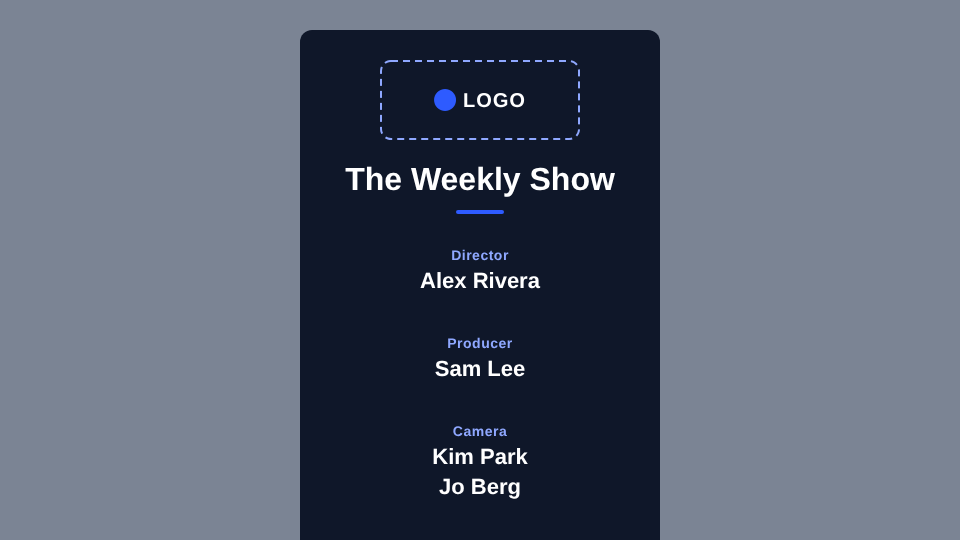 LOGO
The Weekly Show
Director
Alex Rivera
Producer
Sam Lee
Camera
Kim Park
Jo Berg